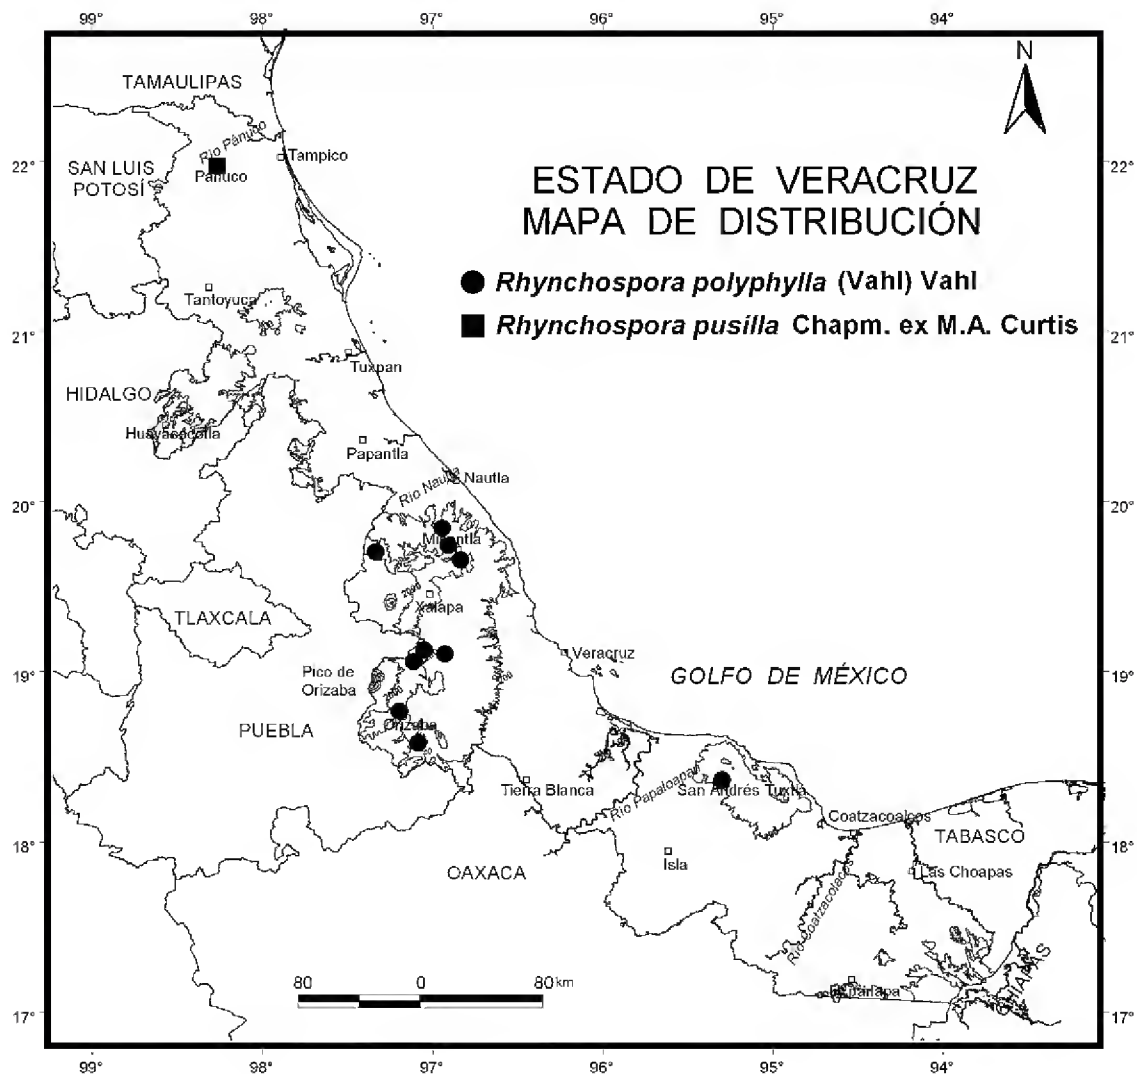 99° 98° 97° 96° 95° 94°
N
TAMAULIPAS
Río Pánuco
22° Tampico 22°
SAN LUIS
POTOSÍ
Pánuco
ESTADO DE VERACRUZ
MAPA DE DISTRIBUCIÓN
Rhynchospora polyphylla (Vahl) Vahl
Rhynchospora pusilla Chapm. ex M.A. Curtis
Tantoyuca
21° 21°
Tuxpan
HIDALGO
Huayacocotla
Papantla
Río Nautla
Nautla
20° 20°
Misantla
2000
Xalapa
TLAXCALA
Veracruz
19° 19°
Pico de
Orizaba
GOLFO DE MÉXICO
PUEBLA
Orizaba
Tierra Blanca
Río Papaloapan
San Andrés Tuxtla
Coatzacoalcos
TABASCO
18° 18°
Isla
OAXACA
Las Choapas
Río Coatzacoalcos
CHIAPAS
80 0 80 km
17° 17°
99° 98° 97° 96° 95° 94°